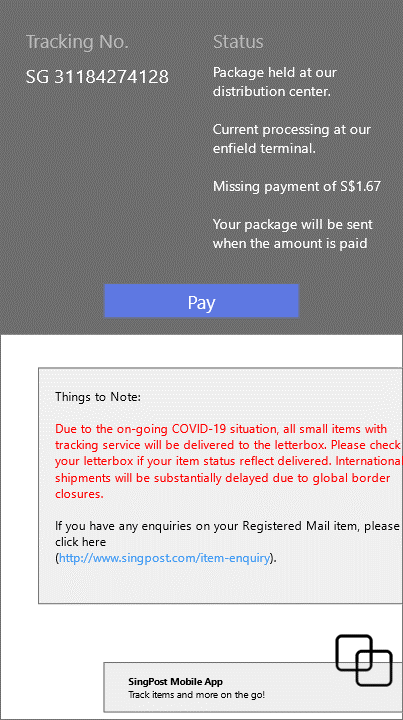 Tracking No.
SG 31184274128
Status
Package held at our
distribution center.
Current processing at our
enfield terminal.
Missing payment of S$1.67
Your package will be sent
when the amount is paid
Pay
Things to Note:
Due to the on-going COVID-19 situation, all small items with
tracking service will be delivered to the letterbox. Please check
your letterbox if your item status reflect delivered. International
shipments will be substantially delayed due to global border
closures.
If you have any enquiries on your Registered Mail item, please
click here
(http://www.singpost.com/item-enquiry).
SingPost Mobile App
Track items and more on the go!